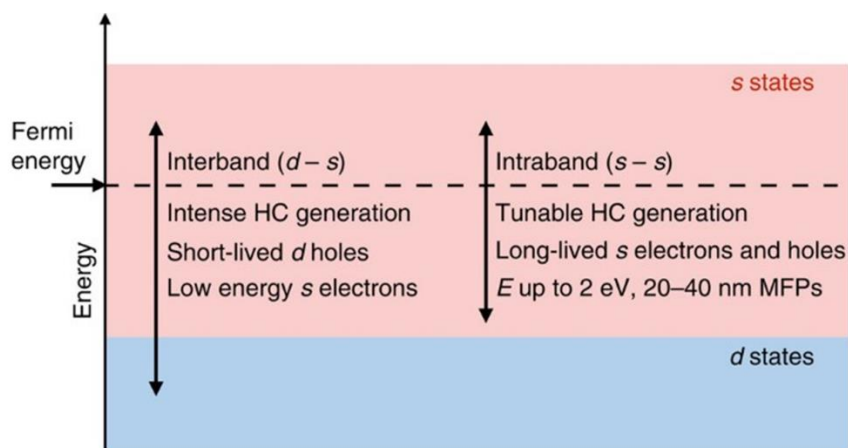 s states
Fermi
energy
Interband (d – s)
Intense HC generation
Short-lived d holes
Low energy s electrons
Intraband (s – s)
Tunable HC generation
Long-lived s electrons and holes
E up to 2 eV, 20–40 nm MFPs
Energy
d states